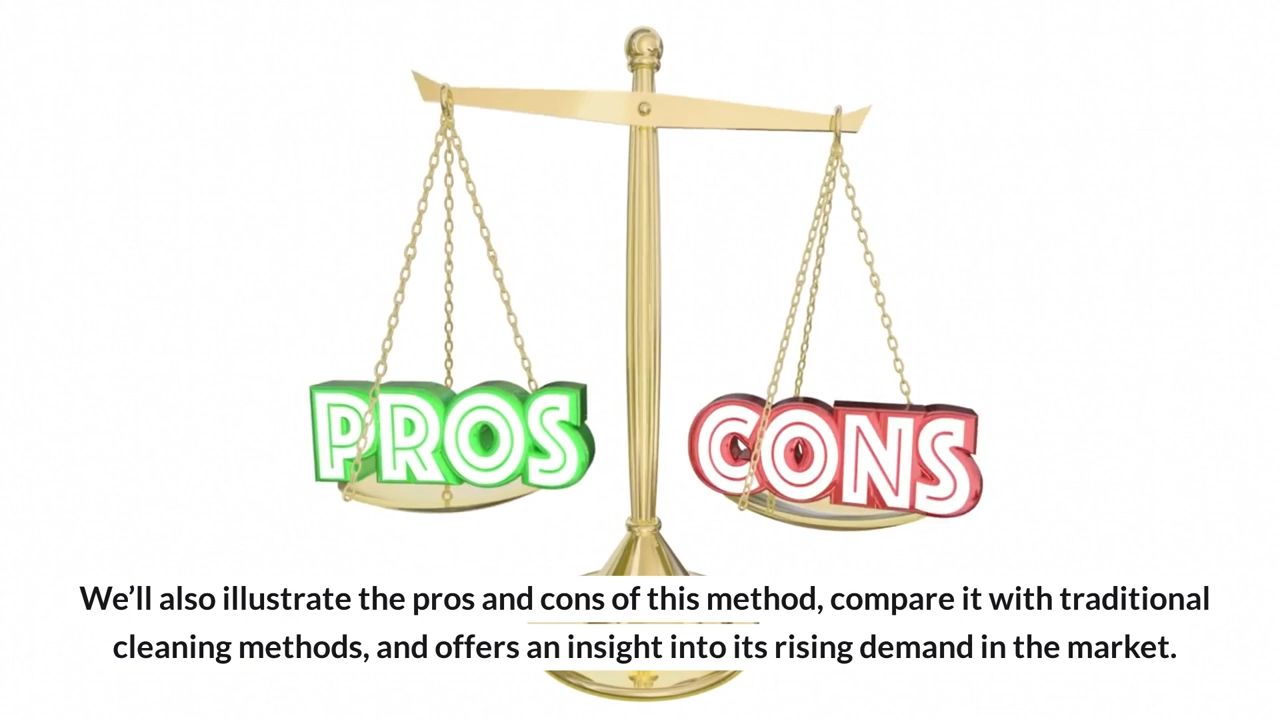 PROS
CONS
We’ll also illustrate the pros and cons of this method, compare it with traditional
cleaning methods, and offers an insight into its rising demand in the market.